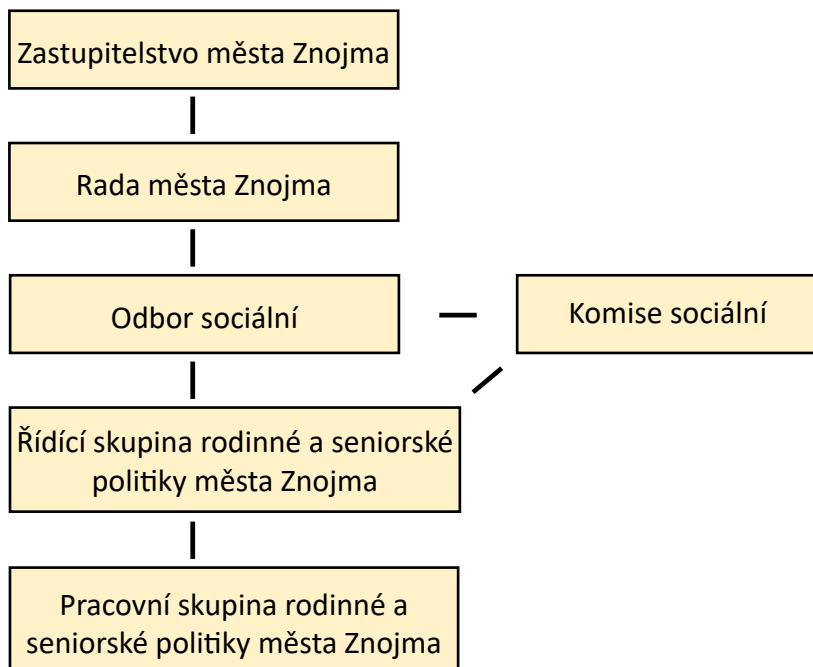 Zastupitelstvo města Znojma
Rada města Znojma
Odbor sociální
Komise sociální
Řídící skupina rodinné a seniorské
politiky města Znojma
Pracovní skupina rodinné a
seniorské politiky města Znojma